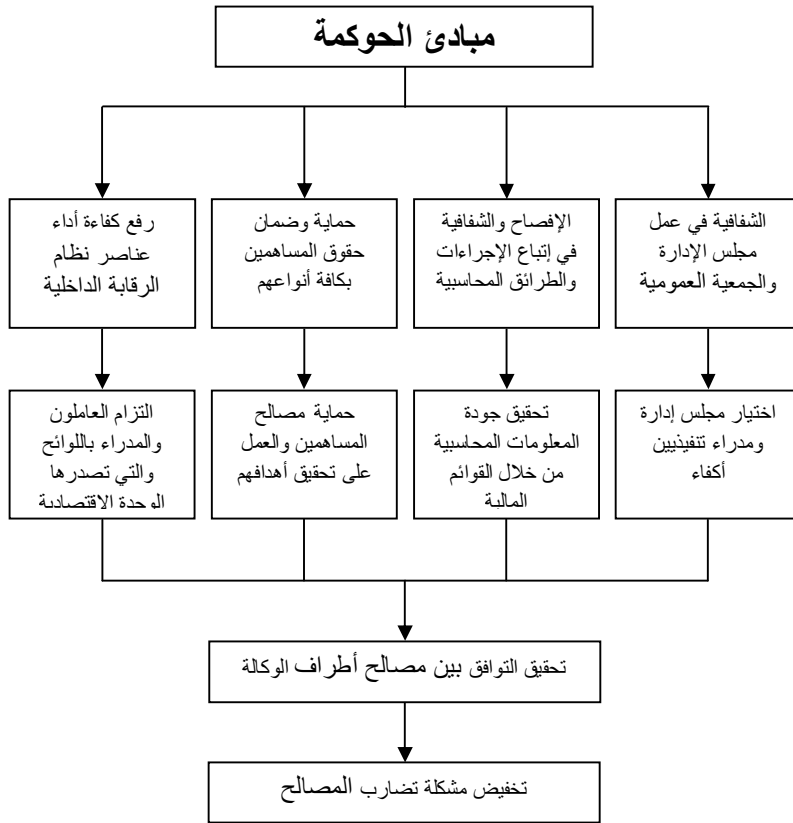 مبادئ الحوكمة
الشفافية في عمل
مجلس الإدارة
والجمعية العمومية
الإفصاح والشفافية
في إتباع الإجراءات
والطرائق المحاسبية
حماية وضمان
حقوق المساهمين
بكافة أنواعهم
رفع كفاءة أداء
عناصر نظام
الرقابة الداخلية
اختيار مجلس إدارة
ومدراء تنفيذيين
أكفاء
تحقيق جودة
المعلومات المحاسبية
من خلال القوائم
المالية
حماية مصالح
المساهمين والعمل
على تحقيق أهدافهم
التزام العاملون
والمدراء باللوائح
والتي تصدرها
الوحدة الاقتصادية
تحقيق التوافق بين مصالح أطراف الوكالة
تخفيض مشكلة تضارب المصالح